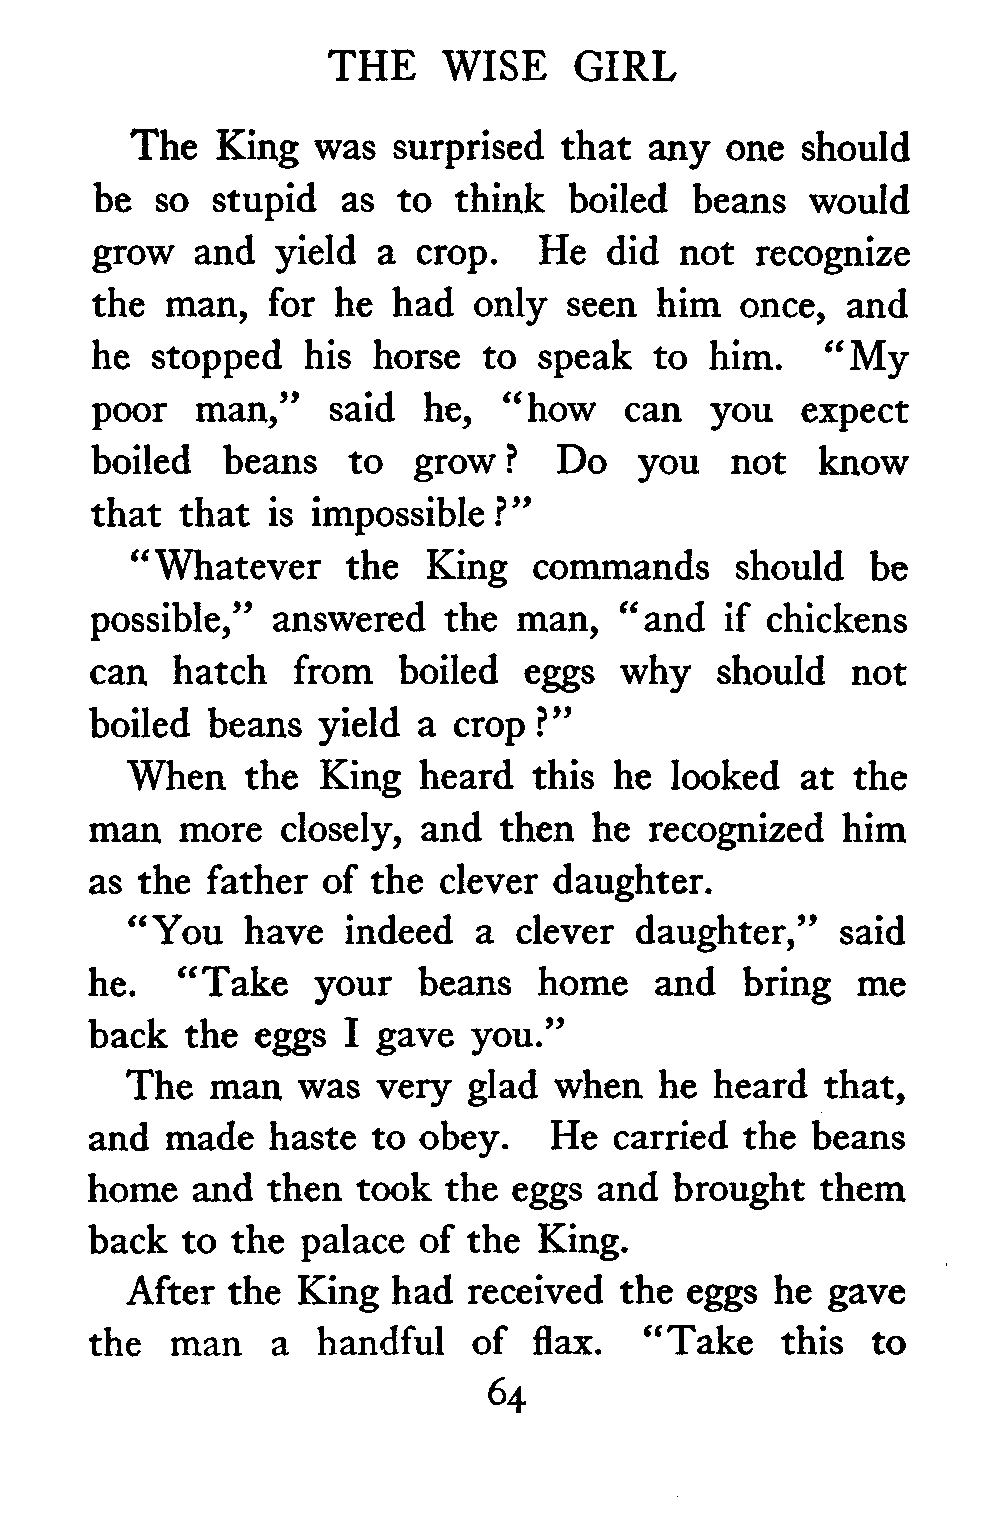 THE WISE GIRL
The King was surprised that any one should
be so stupid as to think boiled beans would
grow and yield a crop. He did not recognize
the man, for he had only seen him once, and
he stopped his horse to speak to him. "My
poor man," said he, "how can you expect
boiled beans to grow? Do you not know
that that is impossible?"
"Whatever the King commands should be
possible," answered the man, "and if chickens
can hatch from boiled eggs why should not
boiled beans yield a crop?"
When the King heard this he looked at the
man more closely, and then he recognized him
as the father of the clever daughter.
"You have indeed a clever daughter," said
he. "Take your beans home and bring me
back the eggs I gave you."
The man was very glad when he heard that,
and made haste to obey. He carried the beans
home and then took the eggs and brought them
back to the palace of the King.
After the King had received the eggs he gave
the man a handful of flax. "Take this to
64